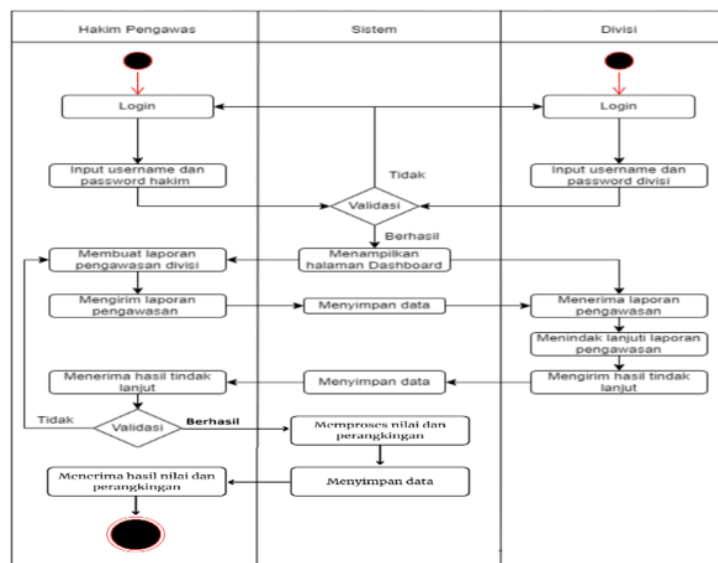 Hakim Pengawas
Sistem
Divisi
Login
Login
Input username dan
password hakim
Tidak
Input username dan
password divisi
Validasi
Berhasil
Membuat laporan
pengawasan divisi
Menampilkan
halaman Dashboard
Mengirim laporan
pengawasan
Menyimpan data
Menerima laporan
pengawasan
Menindak lanjuti laporan
pengawasan
Menerima hasil tindak
lanjut
Menyimpan data
Mengirim hasil tindak
lanjut
Tidak
Validasi
Berhasil
Memproses nilai dan
perangkingan
Menerima hasil nilai dan
perangkingan
Menyimpan data